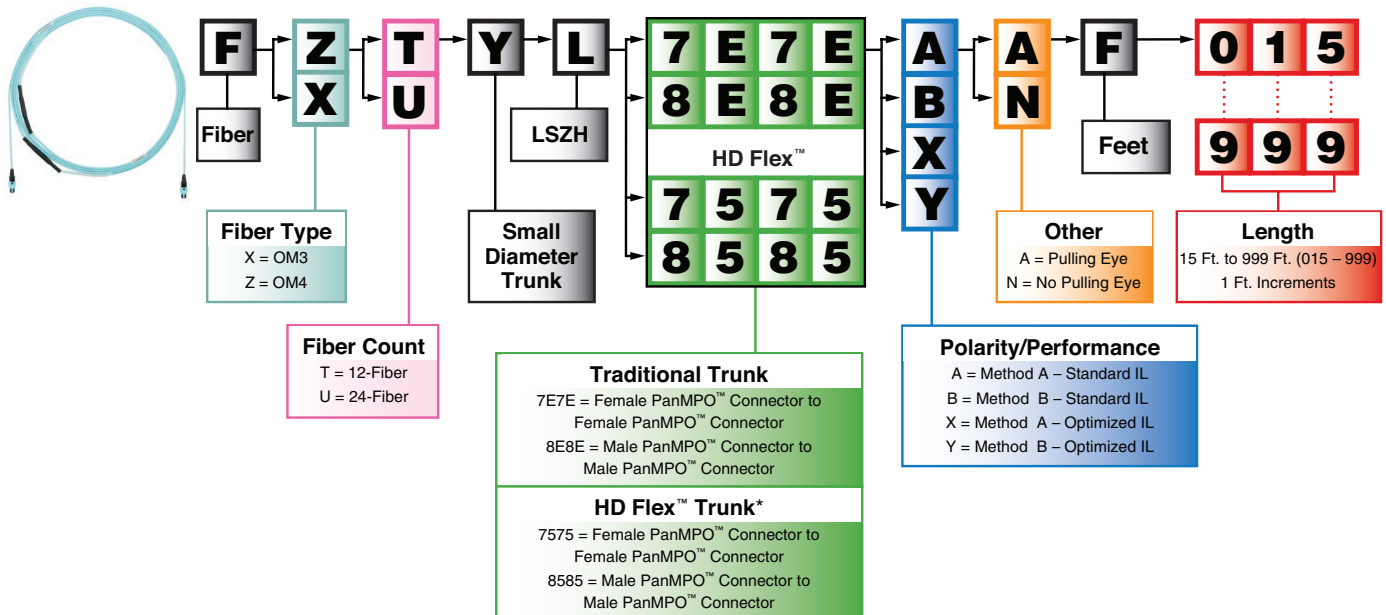 F Z T Y L 7 E 7 E A A F 0 1 5
X U 8 E 8 E B N
Fiber LSZH HD Flex™ X Feet 9 9 9
7 5 7 5 Y
8 5 8 5
Fiber Type
X = OM3
Z = OM4
Small
Diameter
Trunk
Other
A = Pulling Eye
N = No Pulling Eye
Length
15 Ft. to 999 Ft. (015 – 999)
1 Ft. Increments
Fiber Count
T = 12-Fiber
U = 24-Fiber
Traditional Trunk
7E7E = Female PanMPO™ Connector to
Female PanMPO™ Connector
8E8E = Male PanMPO™ Connector to
Male PanMPO™ Connector
HD Flex™ Trunk*
7575 = Female PanMPO™ Connector to
Female PanMPO™ Connector
8585 = Male PanMPO™ Connector to
Male PanMPO™ Connector
Polarity/Performance
A = Method A – Standard IL
B = Method B – Standard IL
X = Method A – Optimized IL
Y = Method B – Optimized IL